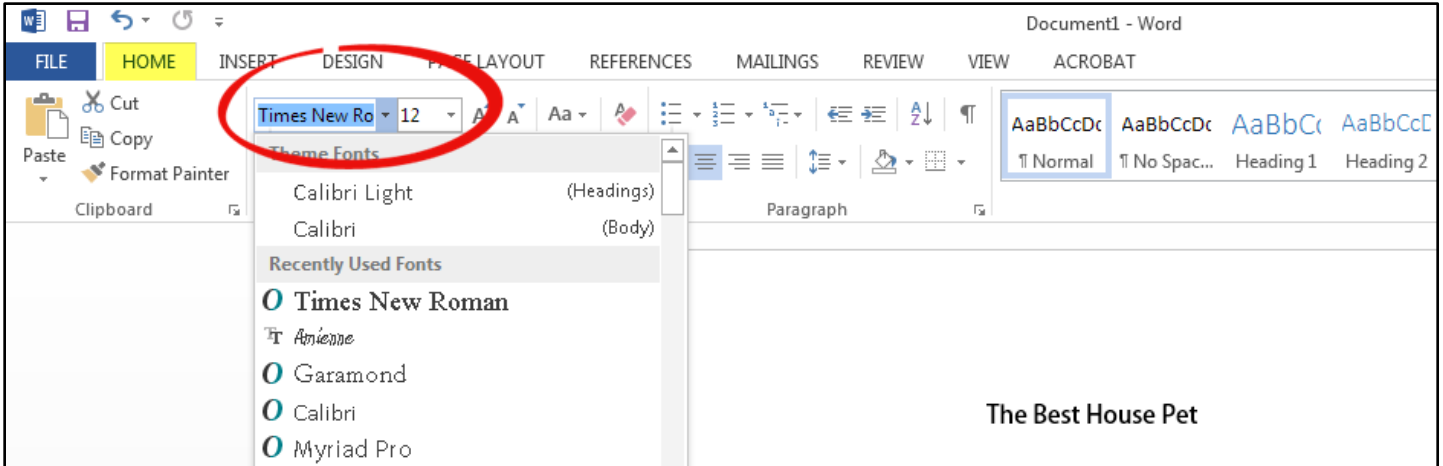 Document1 - Word
FILE HOME INSERT DESIGN PAGE LAYOUT REFERENCES MAILINGS REVIEW VIEW ACROBAT
Cut
Copy
Paste
Format Painter
Clipboard
Times New Ro 12
Aa
Theme Fonts
Calibri Light (Headings)
Calibri (Body)
Recently Used Fonts
Times New Roman
Amienne
Garamond
Calibri
Myriad Pro
Paragraph
AaBbCcDc AaBbCcDc AaBbC AaBbCcD
¶ Normal ¶ No Spac... Heading 1 Heading 2
The Best House Pet